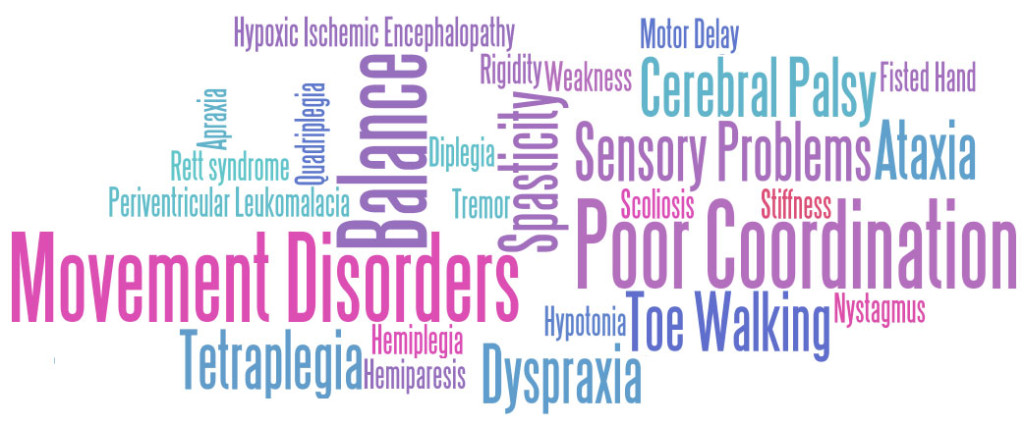 Hypoxic Ischemic Encephalopathy
Motor Delay
Rigidity
Weakness
Cerebral Palsy
Fisted Hand
Balance
Quadriplegia
Apraxia
Spasticity
Diplegia
Sensory Problems
Ataxia
Rett syndrome
Periventricular Leukomalacia
Tremor
Scoliosis
Stiffness
Poor Coordination
Movement Disorders
Hypotonia
Toe Walking
Nystagmus
Tetraplegia
Hemiplegia
Hemiparesis
Dyspraxia